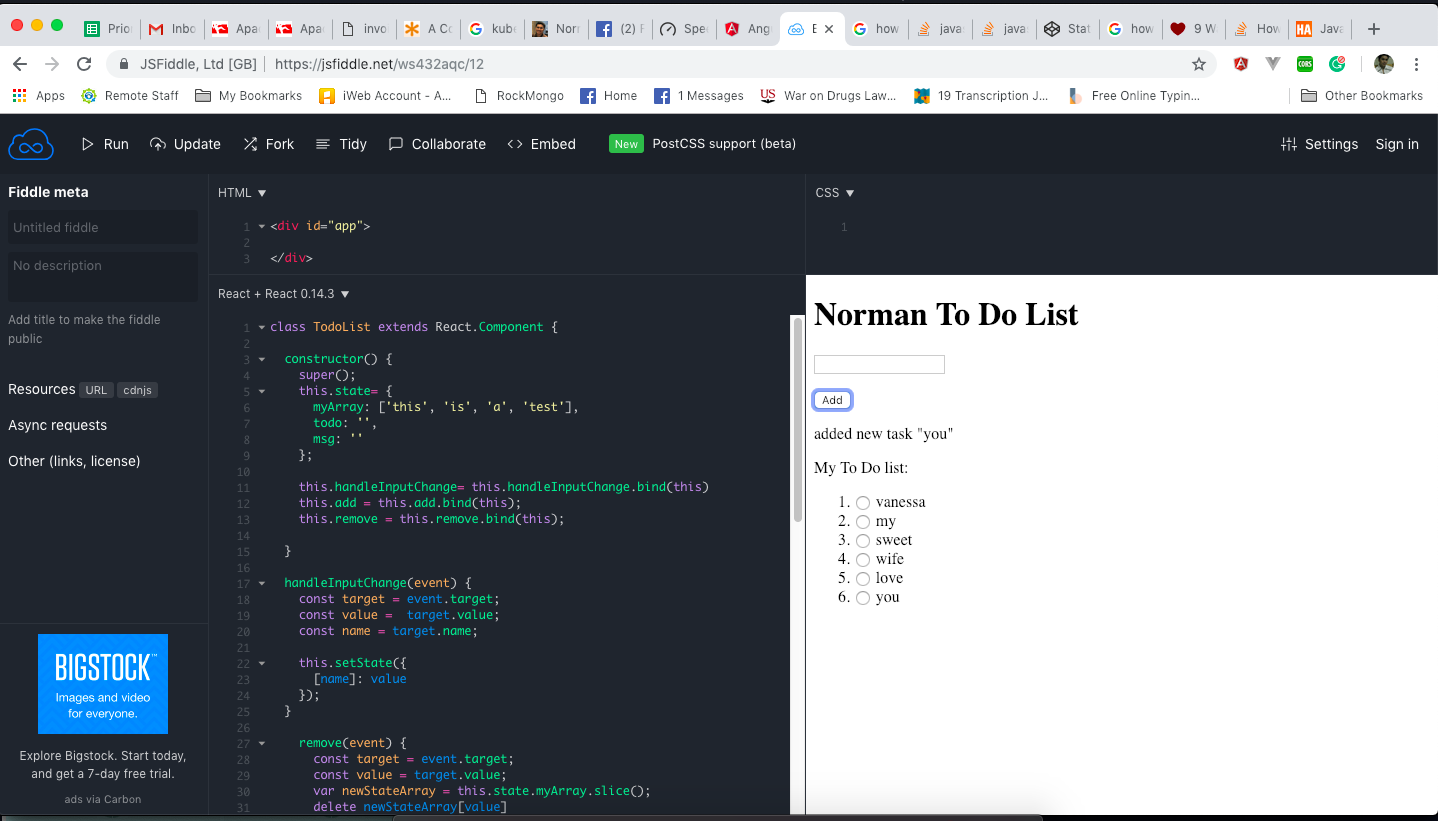 Prior
Inbo
Apac
Apac
invo
A Co
kube
Norr
(2) F
Spe
Ang
E
how
java
java
Stat
how
9 W
How
Java
JSFiddle, Ltd [GB] https://jsfiddle.net/ws432aqc/12
Apps Remote Staff My Bookmarks iWeb Account - A... RockMongo Home 1 Messages US War on Drugs Law... 19 Transcription J... Free Online Typin... Other Bookmarks
Run Update Fork Tidy Collaborate Embed New PostCSS support (beta) Settings Sign in
Fiddle meta
Untitled fiddle
No description
Add title to make the fiddle
public
Resources URL cdnjs
Async requests
Other (links, license)
BIGSTOCK™
Images and video
for everyone.
Explore Bigstock. Start today,
and get a 7-day free trial.
ads via Carbon
HTML
1 <div id="app">
2
3 </div>
CSS
1
React + React 0.14.3
1 class TodoList extends React.Component {
2
3 constructor() {
4 super();
5 this.state= {
6 myArray: ['this', 'is', 'a', 'test'],
7 todo: '',
8 msg: ''
9 };
10
11 this.handleInputChange= this.handleInputChange.bind(this)
12 this.add = this.add.bind(this);
13 this.remove = this.remove.bind(this);
14
15 }
16
17 handleInputChange(event) {
18 const target = event.target;
19 const value =  target.value;
20 const name = target.name;
21
22 this.setState({
23 [name]: value
24 });
25 }
26
27 remove(event) {
28 const target = event.target;
29 const value = target.value;
30 var newStateArray = this.state.myArray.slice();
31 delete newStateArray[value]
Norman To Do List
Add
added new task "you"
My To Do list:
1. vanessa
2. my
3. sweet
4. wife
5. love
6. you